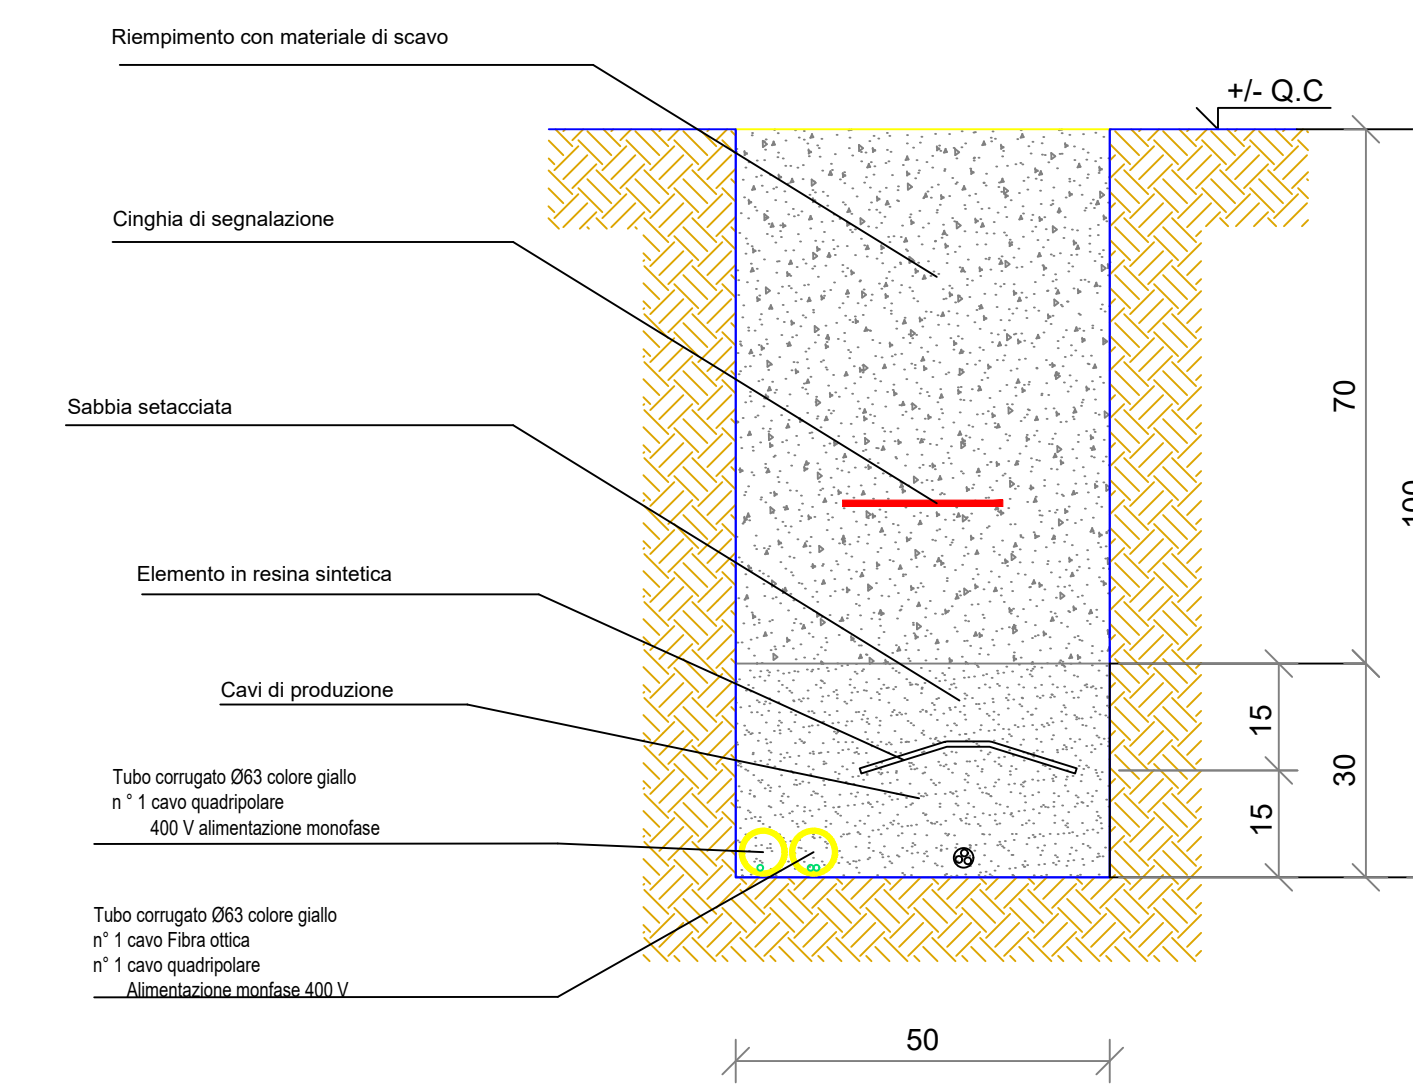 Riempimento con materiale di scavo
+/- Q.C
Cinghia di segnalazione
70
Sabbia setacciata
100
Elemento in resina sintetica
Cavi di produzione
15
30
15
Tubo corrugato Ø63 colore giallo
n ° 1 cavo quadripolare
400 V alimentazione monofase
Tubo corrugato Ø63 colore giallo
n° 1 cavo Fibra ottica
n° 1 cavo quadripolare
Alimentazione monfase 400 V
50